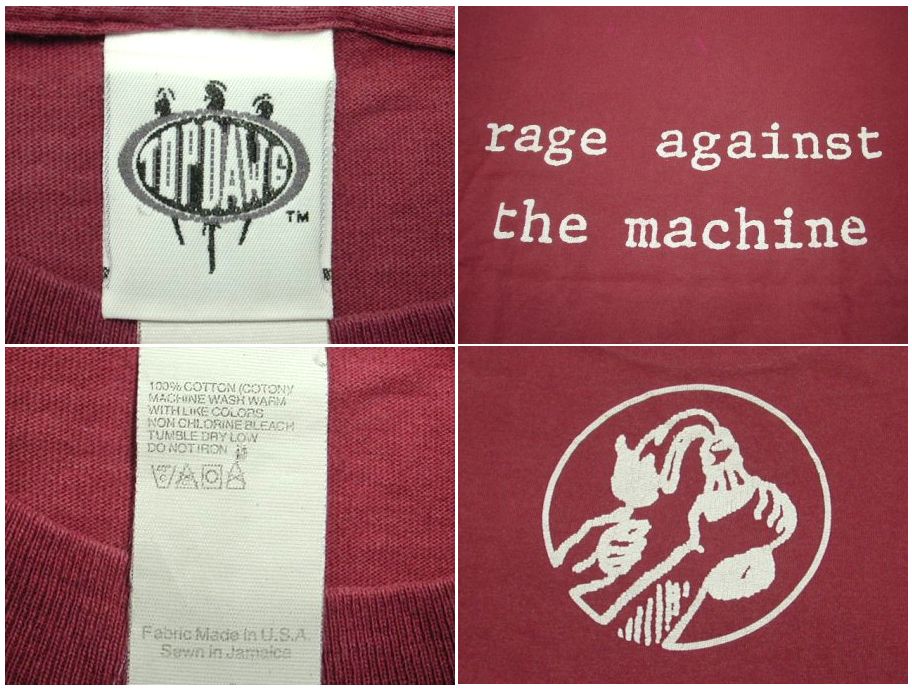 TOPDAWG
TM
rage against
the machine
100% COTTON (COTONY
MACHINE WASH WARM
WITH LIKE COLORS
NON CHLORINE BLEACH
TUMBLE DRY LOW
DO NOT IRON
Fabric Made in U.S.A.
Sewn in Jamaica